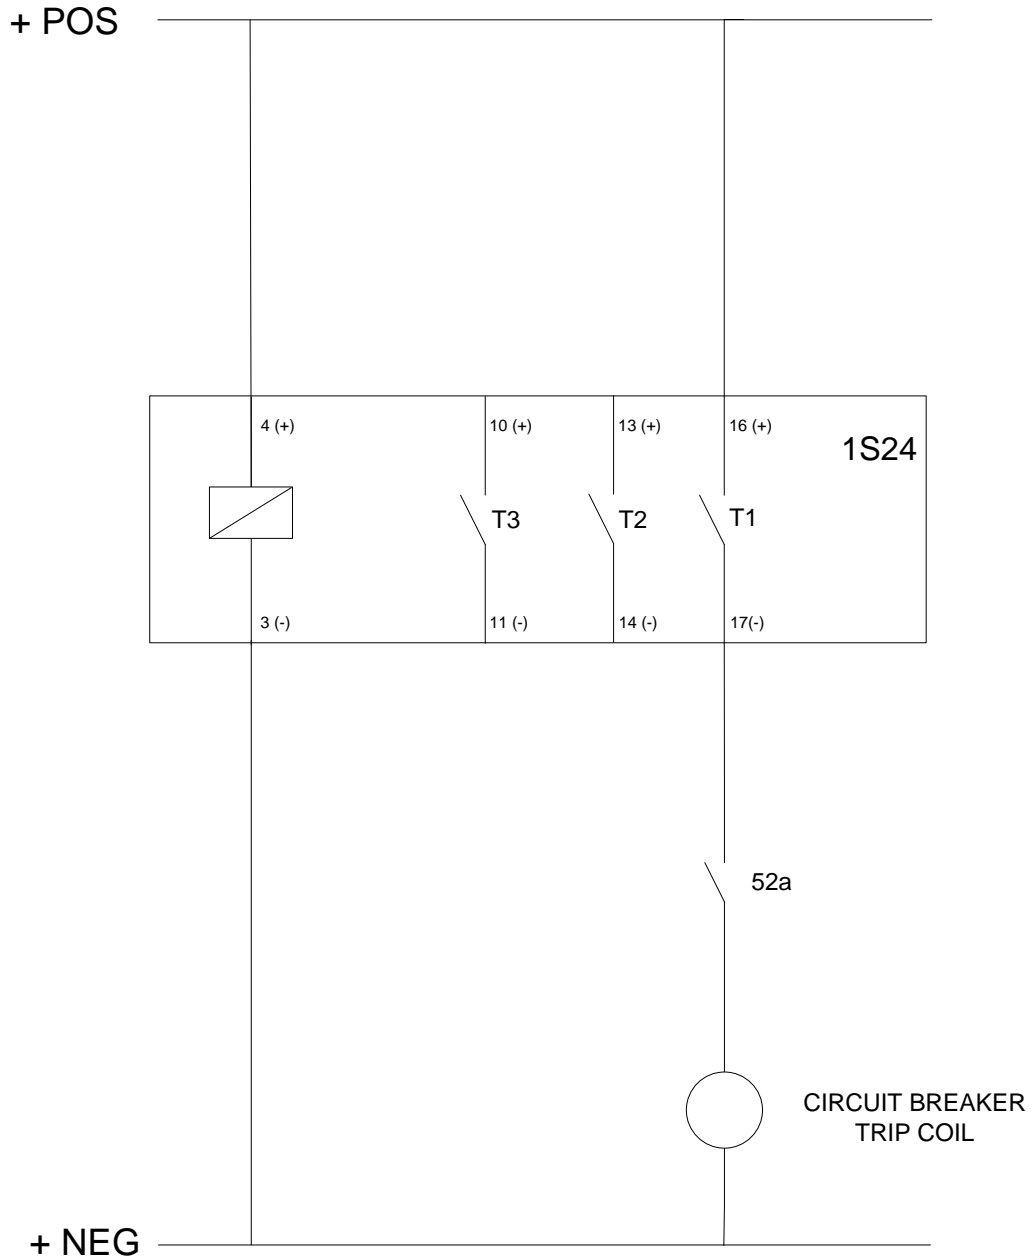 + POS
4 (+)
10 (+)
13 (+)
16 (+)
1S24
T3
T2
T1
3 (-)
11 (-)
14 (-)
17(-)
52a
CIRCUIT BREAKER
TRIP COIL
+ NEG